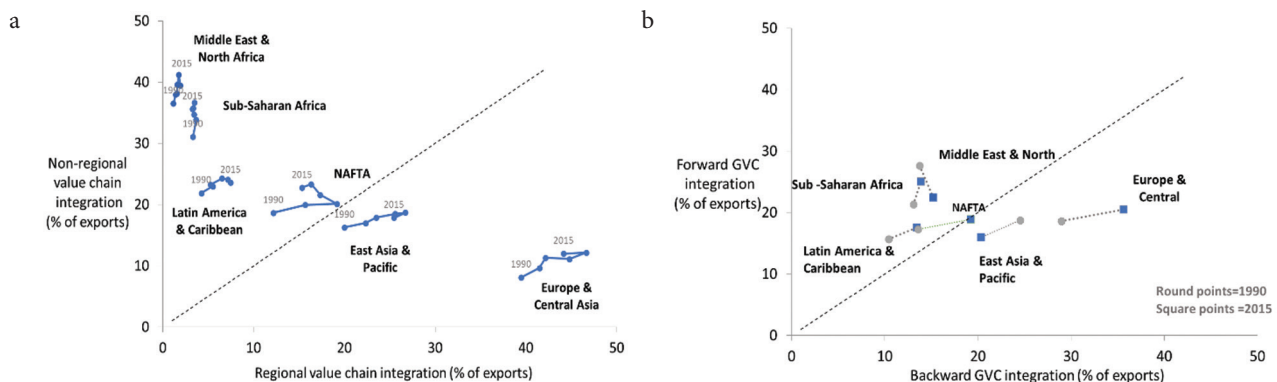 a
50
40
30
20
10
0
Non-regional
value chain
integration
(% of exports)
Middle East &
North Africa
2015
1990
2015
1990
Sub-Saharan Africa
1990
2015
Latin America
& Caribbean
NAFTA
2015
1990
1990
2015
East Asia &
Pacific
2015
1990
Europe &
Central Asia
0
10
20
30
40
50
Regional value chain integration (% of exports)
b
50
40
30
20
10
0
Forward GVC
integration
(% of exports)
Middle East & North
Sub -Saharan Africa
Europe &
Central
NAFTA
Latin America &
Caribbean
East Asia &
Pacific
Round points=1990
Square points =2015
0
10
20
30
40
50
Backward GVC integration (% of exports)